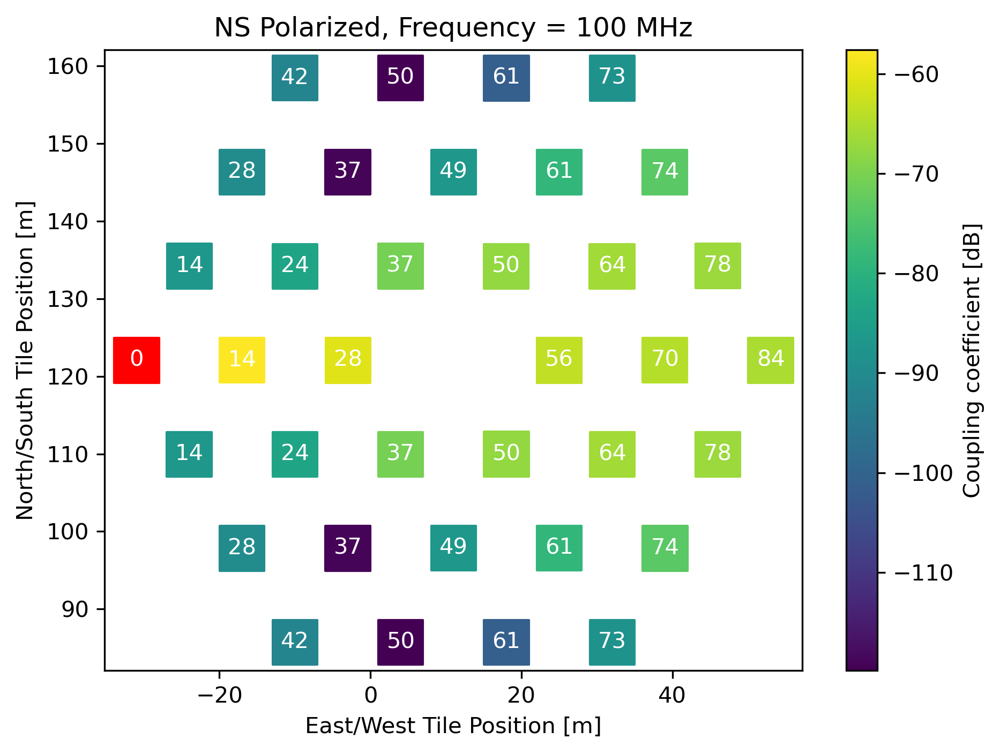 NS Polarized, Frequency = 100 MHz
160
42 50 61 73
−60
150
28 37 49 61 74
−70
140
14 24 37 50 64 78
−80
130
0 14 28 56 70 84
120
−90
110
14 24 37 50 64 78
−100
100
28 37 49 61 74
−110
90
42 50 61 73
−20 0 20 40
East/West Tile Position [m]
North/South Tile Position [m]
Coupling coefficient [dB]